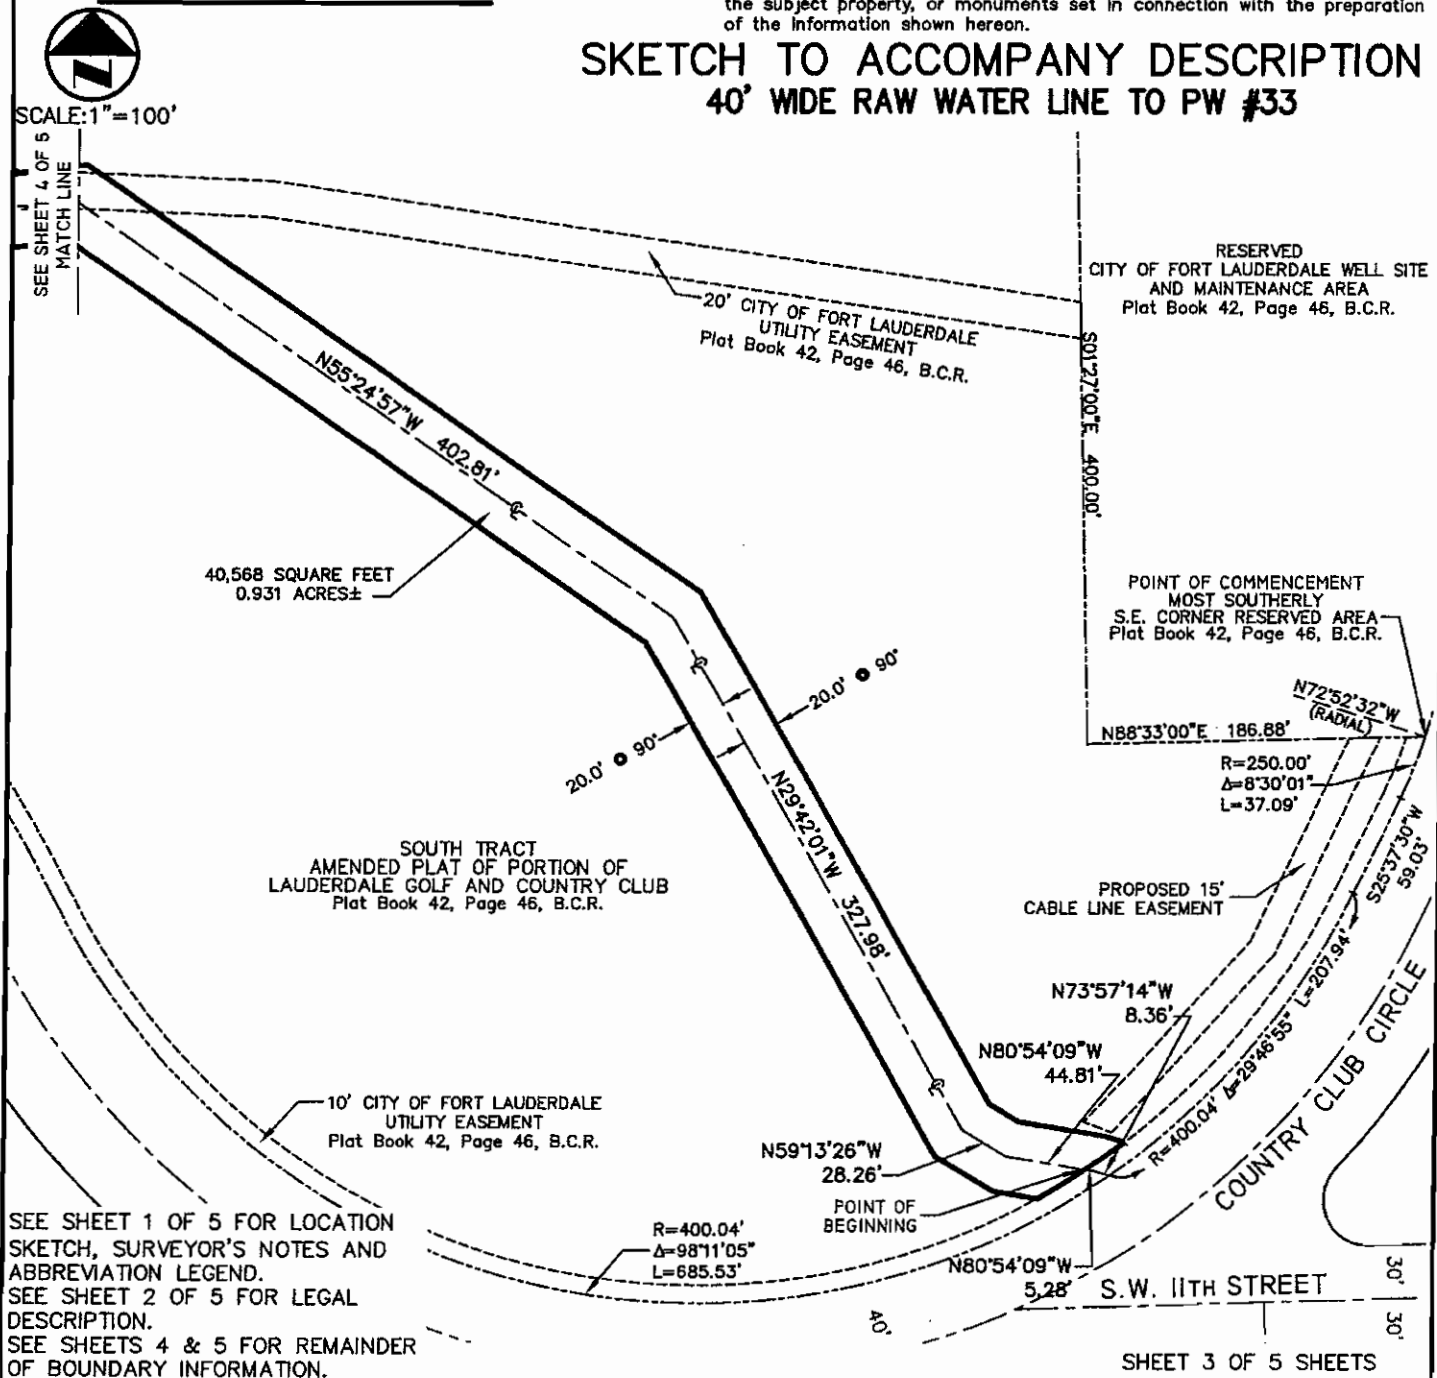 the subject property, or monuments set in connection with the preparation
of the information shown hereon.
SKETCH TO ACCOMPANY DESCRIPTION
40' WIDE RAW WATER LINE TO PW #33
N
SCALE:1"=100'
SEE SHEET 4 OF 5
MATCH LINE
RESERVED
CITY OF FORT LAUDERDALE WELL SITE
AND MAINTENANCE AREA
Plat Book 42, Page 46, B.C.R.
20' CITY OF FORT LAUDERDALE
UTILITY EASEMENT
Plat Book 42, Page 46, B.C.R.
S01°27'00"E 400.00'
N55°24'57"W 402.81'
40,568 SQUARE FEET
0.931 ACRES±
POINT OF COMMENCEMENT
MOST SOUTHERLY
S.E. CORNER RESERVED AREA
Plat Book 42, Page 46, B.C.R.
20.0' @ 90°
20.0' @ 90°
N72°52'32"W
(RADIAL)
N88°33'00"E 186.88'
R=250.00'
Δ=8°30'01"
L=37.09'
N29°42'01"W 327.98'
S25°37'30"W
59.03'
SOUTH TRACT
AMENDED PLAT OF PORTION OF
LAUDERDALE GOLF AND COUNTRY CLUB
Plat Book 42, Page 46, B.C.R.
PROPOSED 15'
CABLE LINE EASEMENT
N73°57'14"W
8.36'
R=400.04' Δ=29°46'55" L=207.94'
COUNTRY CLUB CIRCLE
N80°54'09"W
44.81'
10' CITY OF FORT LAUDERDALE
UTILITY EASEMENT
Plat Book 42, Page 46, B.C.R.
N59°13'26"W
28.26'
POINT OF
BEGINNING
SEE SHEET 1 OF 5 FOR LOCATION
SKETCH, SURVEYOR'S NOTES AND
ABBREVIATION LEGEND.
SEE SHEET 2 OF 5 FOR LEGAL
DESCRIPTION.
SEE SHEETS 4 & 5 FOR REMAINDER
OF BOUNDARY INFORMATION.
R=400.04'
Δ=98°11'05"
L=685.53'
N80°54'09"W
5.28'
S.W. 11TH STREET
40'
30'
30'
SHEET 3 OF 5 SHEETS